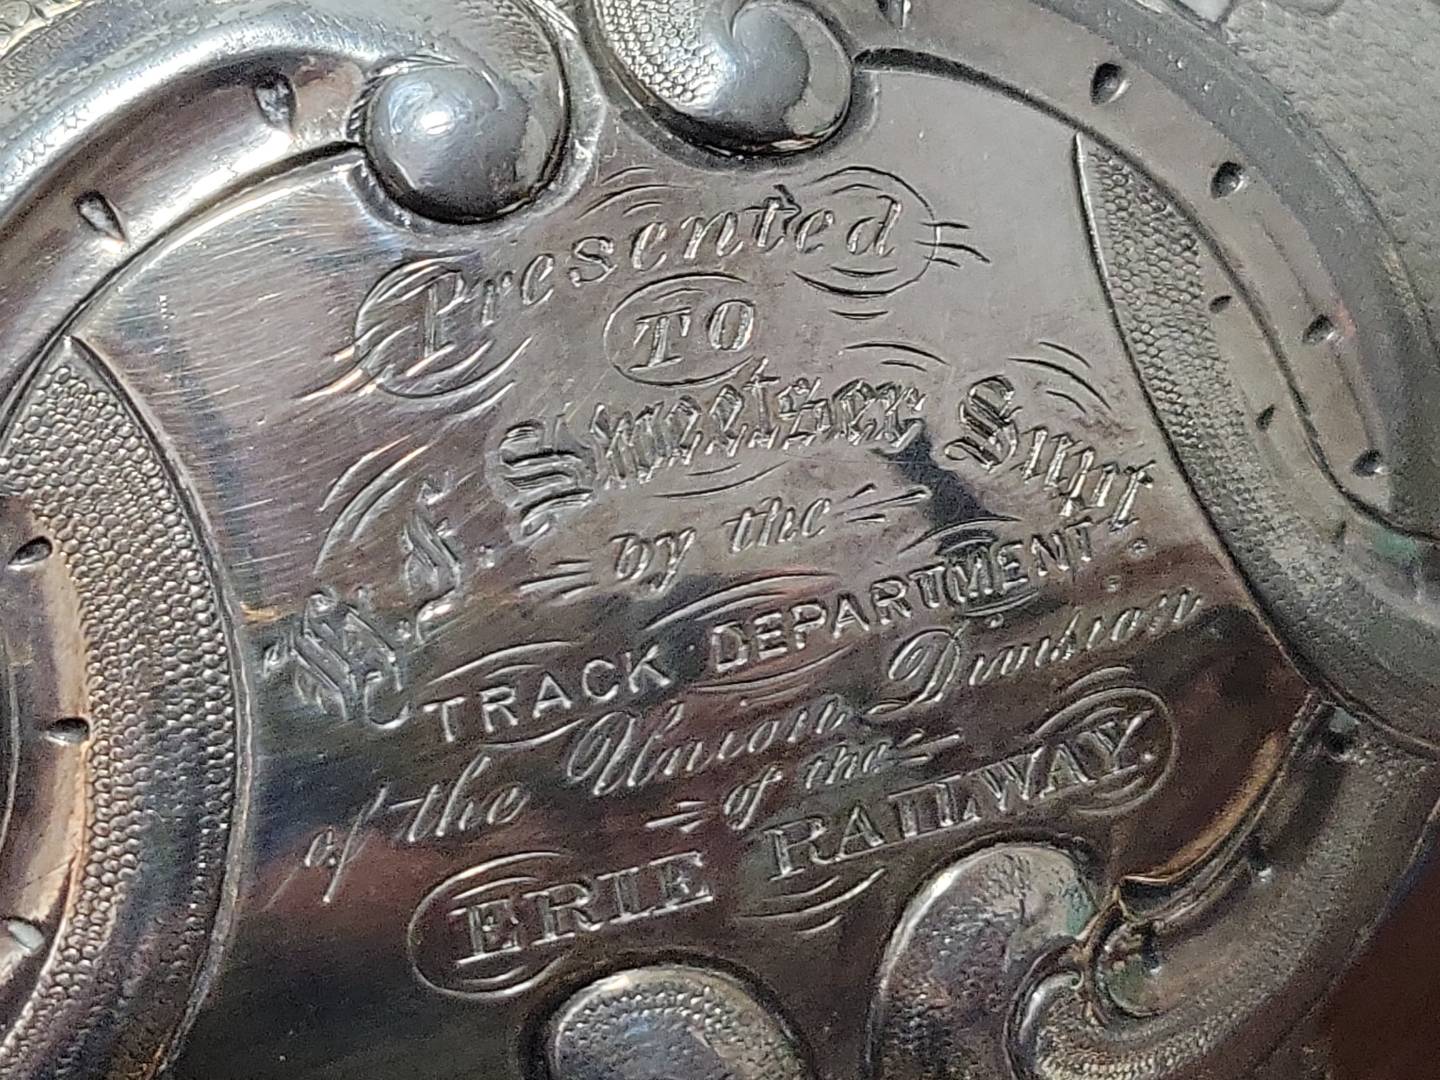 Presented
TO
W.J. Sweetser Supt
by the
TRACK DEPARTMENT
of the Union Division
of the
ERIE RAILWAY.